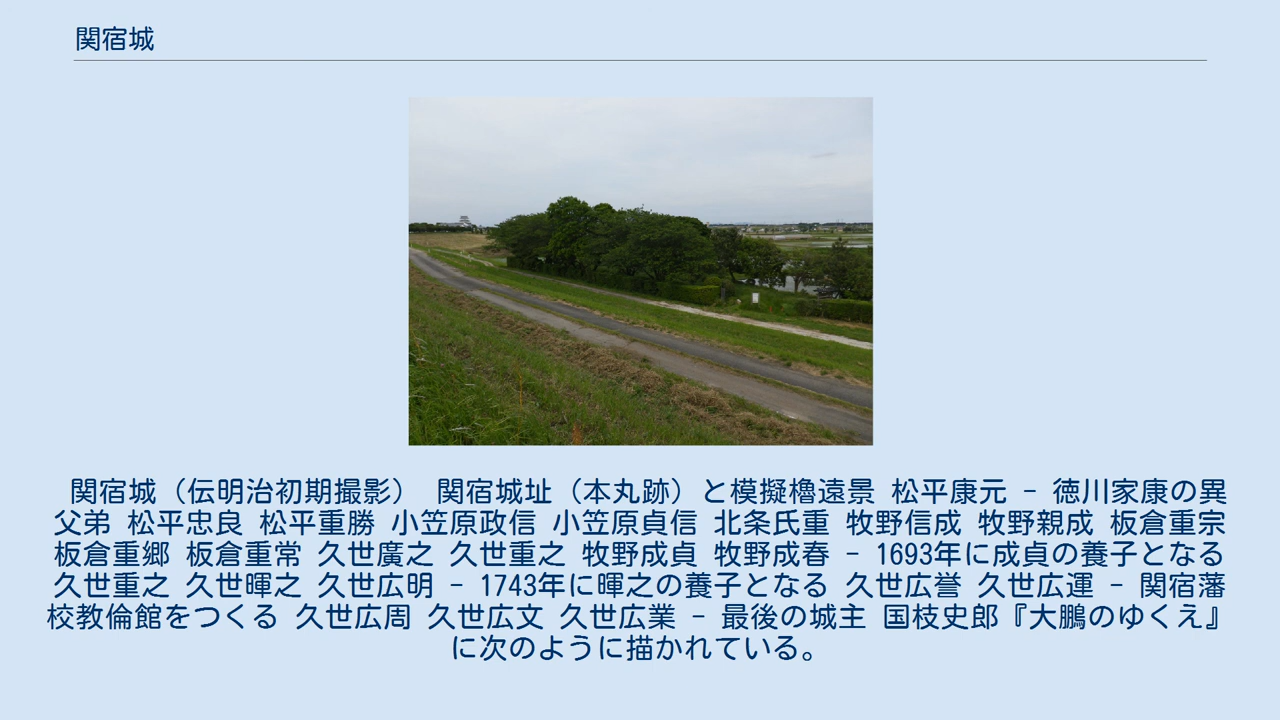 関宿城
関宿城（伝明治初期撮影） 関宿城址（本丸跡）と模擬櫓遠景 松平康元 - 徳川家康の異
父弟 松平忠良 松平重勝 小笠原政信 小笠原貞信 北条氏重 牧野信成 牧野親成 板倉重宗
板倉重郷 板倉重常 久世廣之 久世重之 牧野成貞 牧野成春 - 1693年に成貞の養子となる
久世重之 久世暉之 久世広明 - 1743年に暉之の養子となる 久世広誉 久世広運 - 関宿藩
校教倫館をつくる 久世広周 久世広文 久世広業 - 最後の城主 国枝史郎『大鵬のゆくえ』
に次のように描かれている。